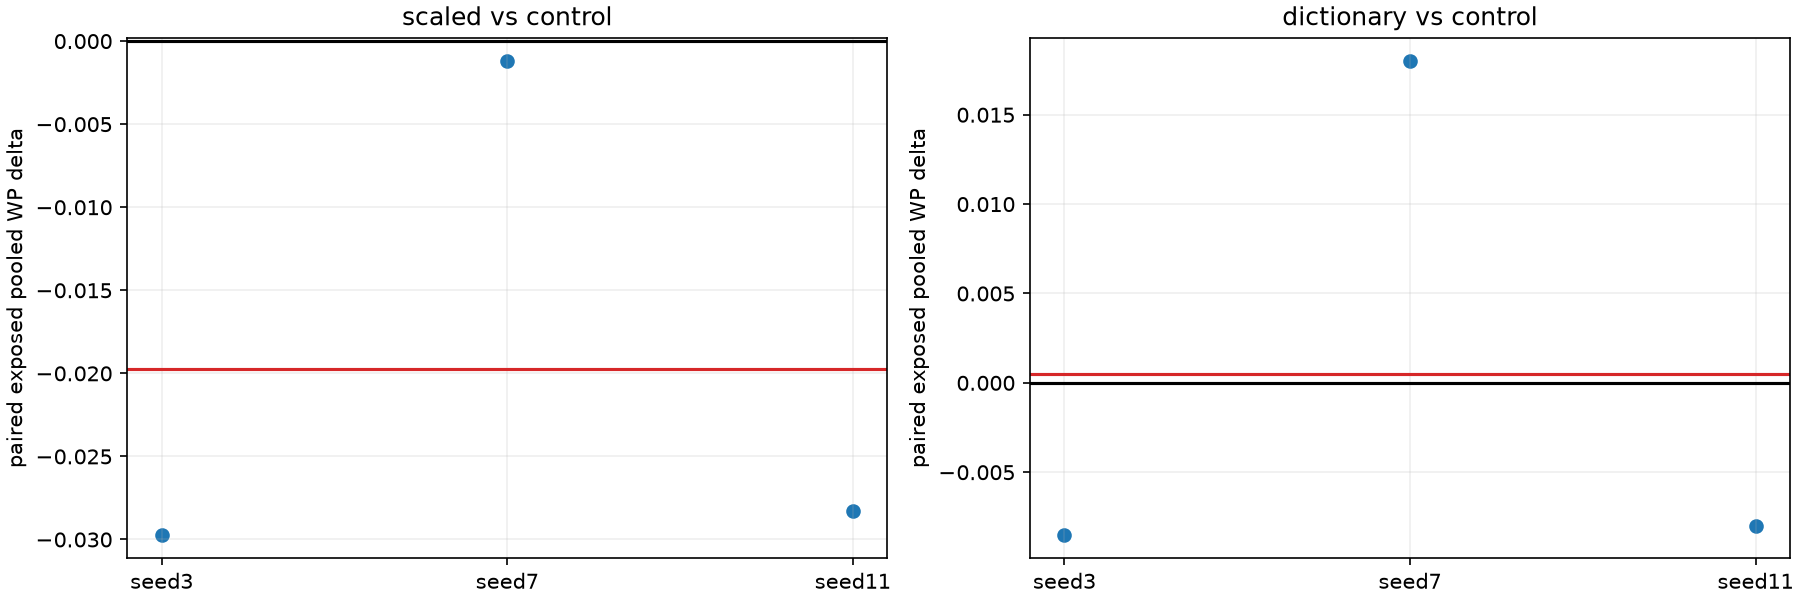 scaled vs control
paired exposed pooled WP delta
0.000
−0.005
−0.010
−0.015
−0.020
−0.025
−0.030
seed3
seed7
seed11
dictionary vs control
paired exposed pooled WP delta
0.015
0.010
0.005
0.000
−0.005
seed3
seed7
seed11